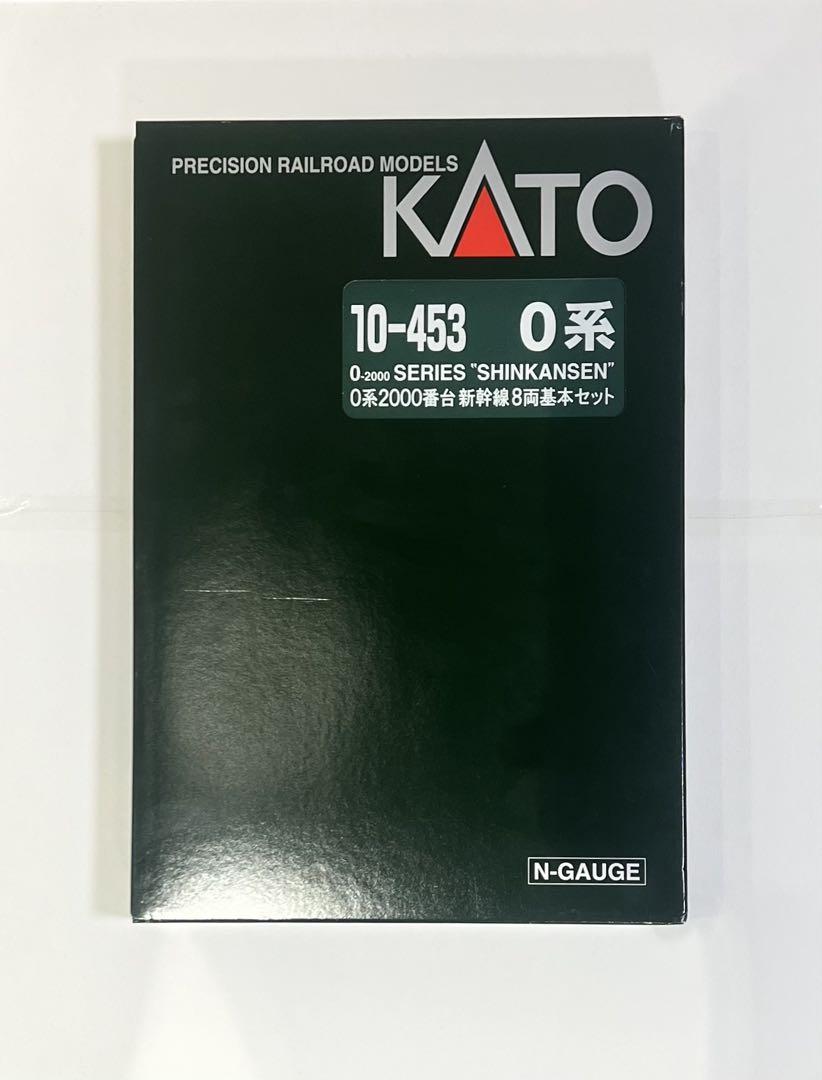 PRECISION RAILROAD MODELS
KATO
10-453 0系
0-2000 SERIES "SHINKANSEN"
0系2000番台 新幹線8両基本セット
N-GAUGE